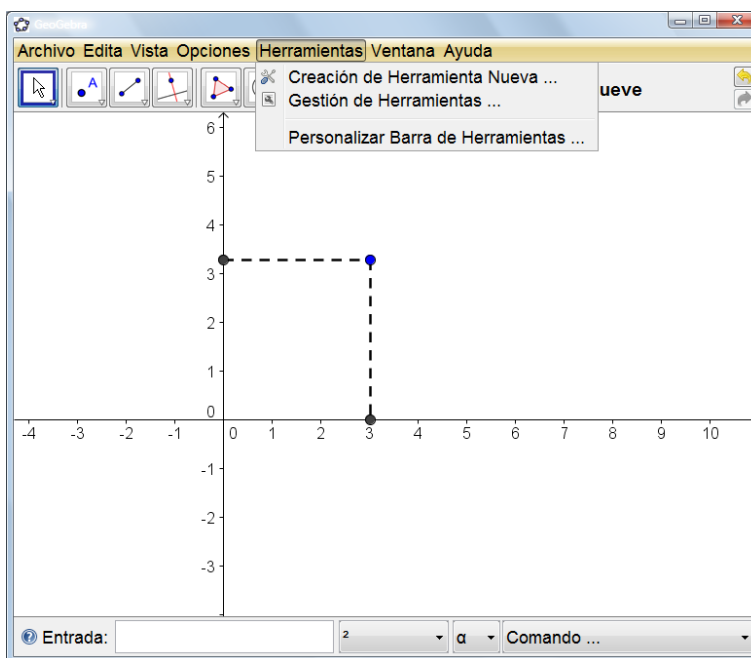 GeoGebra
Archivo Edita Vista Opciones Herramientas Ventana Ayuda
A
Creación de Herramienta Nueva ...
Gestión de Herramientas ...
Personalizar Barra de Herramientas ...
ueve
6
5
4
3
2
1
0
-4 -3 -2 -1 0 1 2 3 4 5 6 7 8 9 10
-1
-2
-3
Entrada: ² α Comando ...